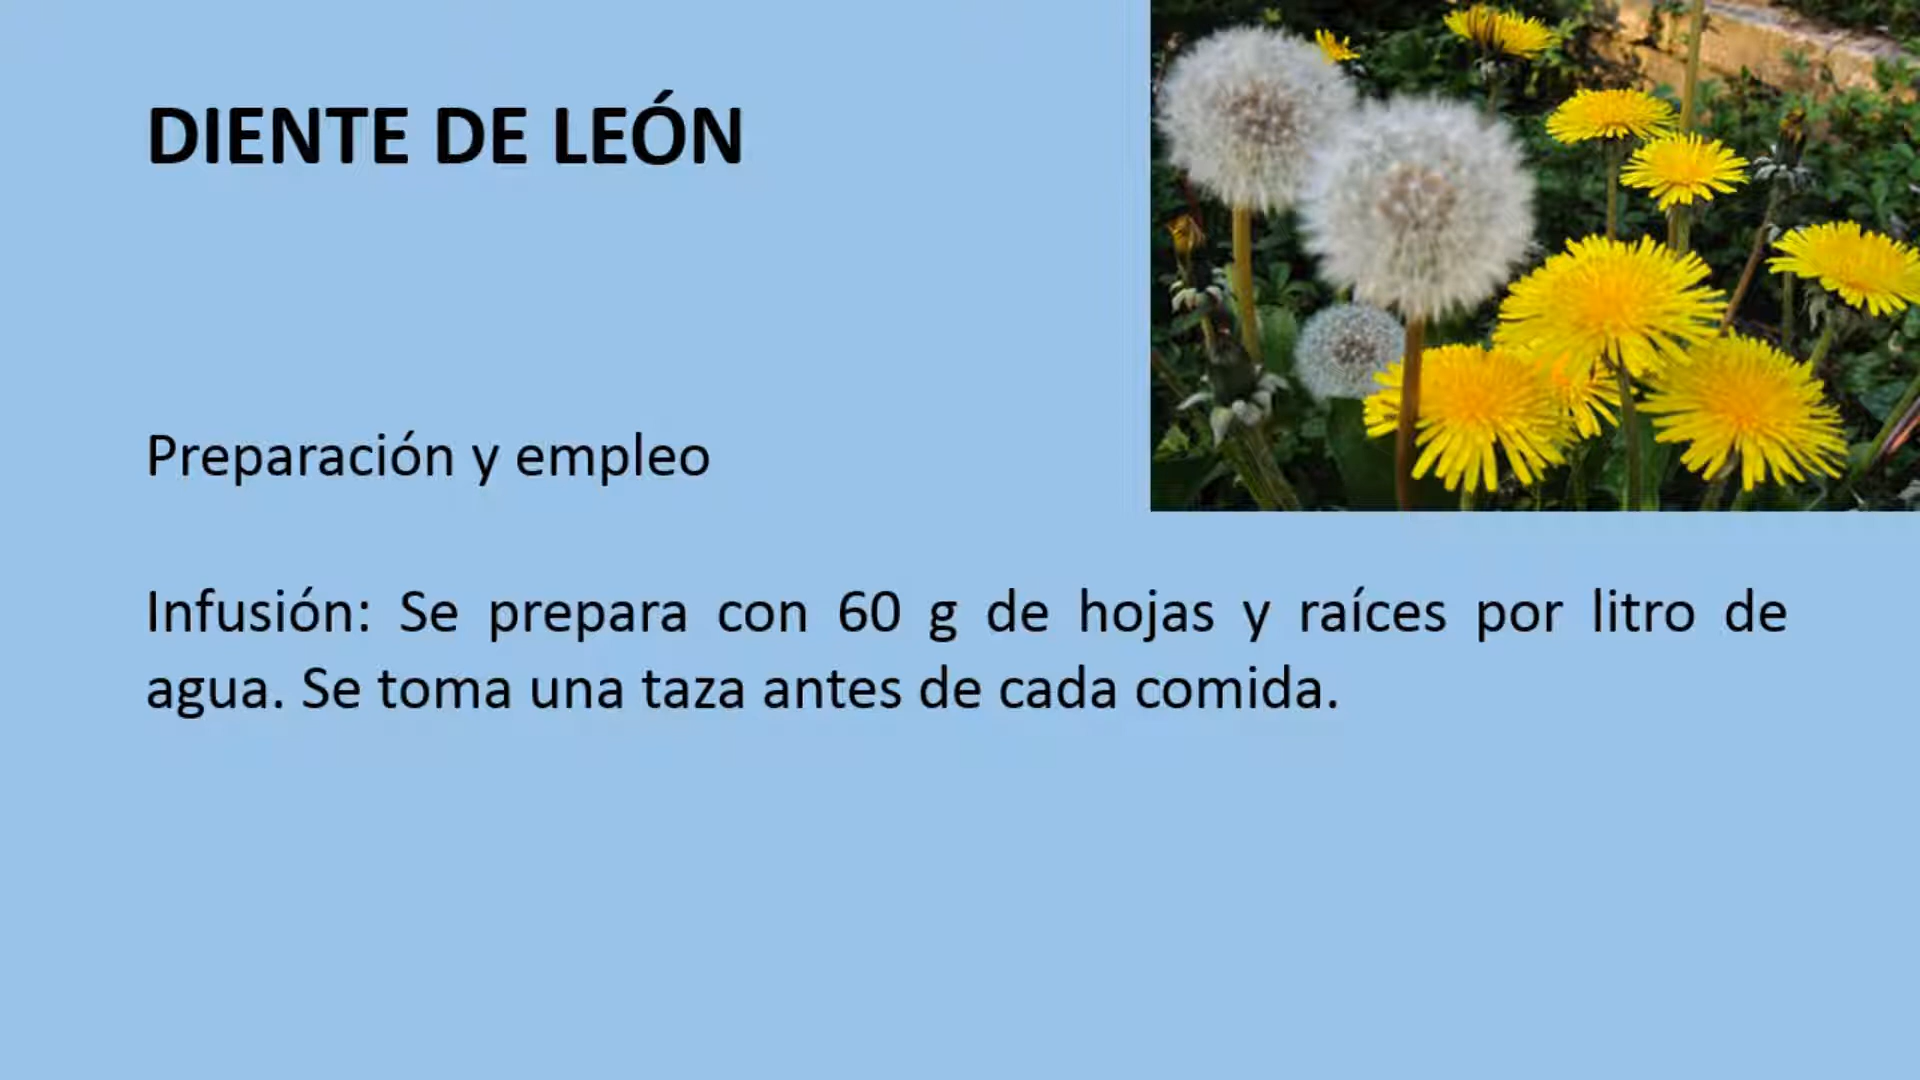 DIENTE DE LEÓN
Preparación y empleo
Infusión: Se prepara con 60 g de hojas y raíces por litro de
agua. Se toma una taza antes de cada comida.